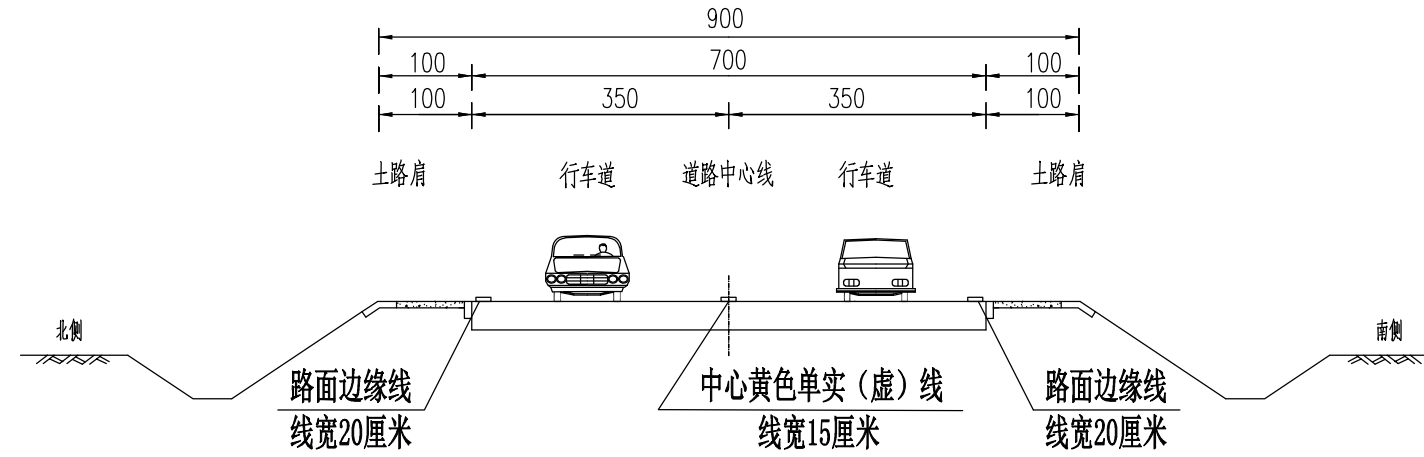 900
100 700 100
100 350 350 100
土路肩 行车道 道路中心线 行车道 土路肩
北侧 南侧
路面边缘线 中心黄色单实（虚）线 路面边缘线
线宽20厘米 线宽15厘米 线宽20厘米